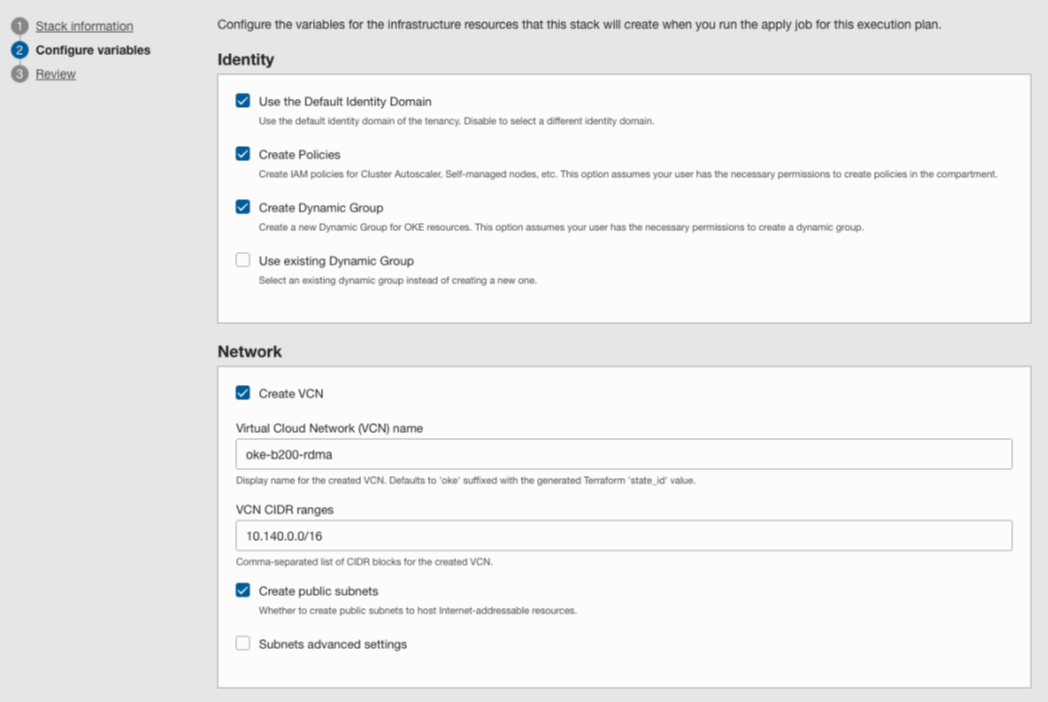 1 Stack information
2 Configure variables
3 Review
Configure the variables for the infrastructure resources that this stack will create when you run the apply job for this execution plan.
Identity
Use the Default Identity Domain
Use the default identity domain of the tenancy. Disable to select a different identity domain.
Create Policies
Create IAM policies for Cluster Autoscaler, Self-managed nodes, etc. This option assumes your user has the necessary permissions to create policies in the compartment.
Create Dynamic Group
Create a new Dynamic Group for OKE resources. This option assumes your user has the necessary permissions to create a dynamic group.
Use existing Dynamic Group
Select an existing dynamic group instead of creating a new one.
Network
Create VCN
Virtual Cloud Network (VCN) name
oke-b200-rdma
Display name for the created VCN. Defaults to 'oke' suffixed with the generated Terraform 'state_id' value.
VCN CIDR ranges
10.140.0.0/16
Comma-separated list of CIDR blocks for the created VCN.
Create public subnets
Whether to create public subnets to host Internet-addressable resources.
Subnets advanced settings